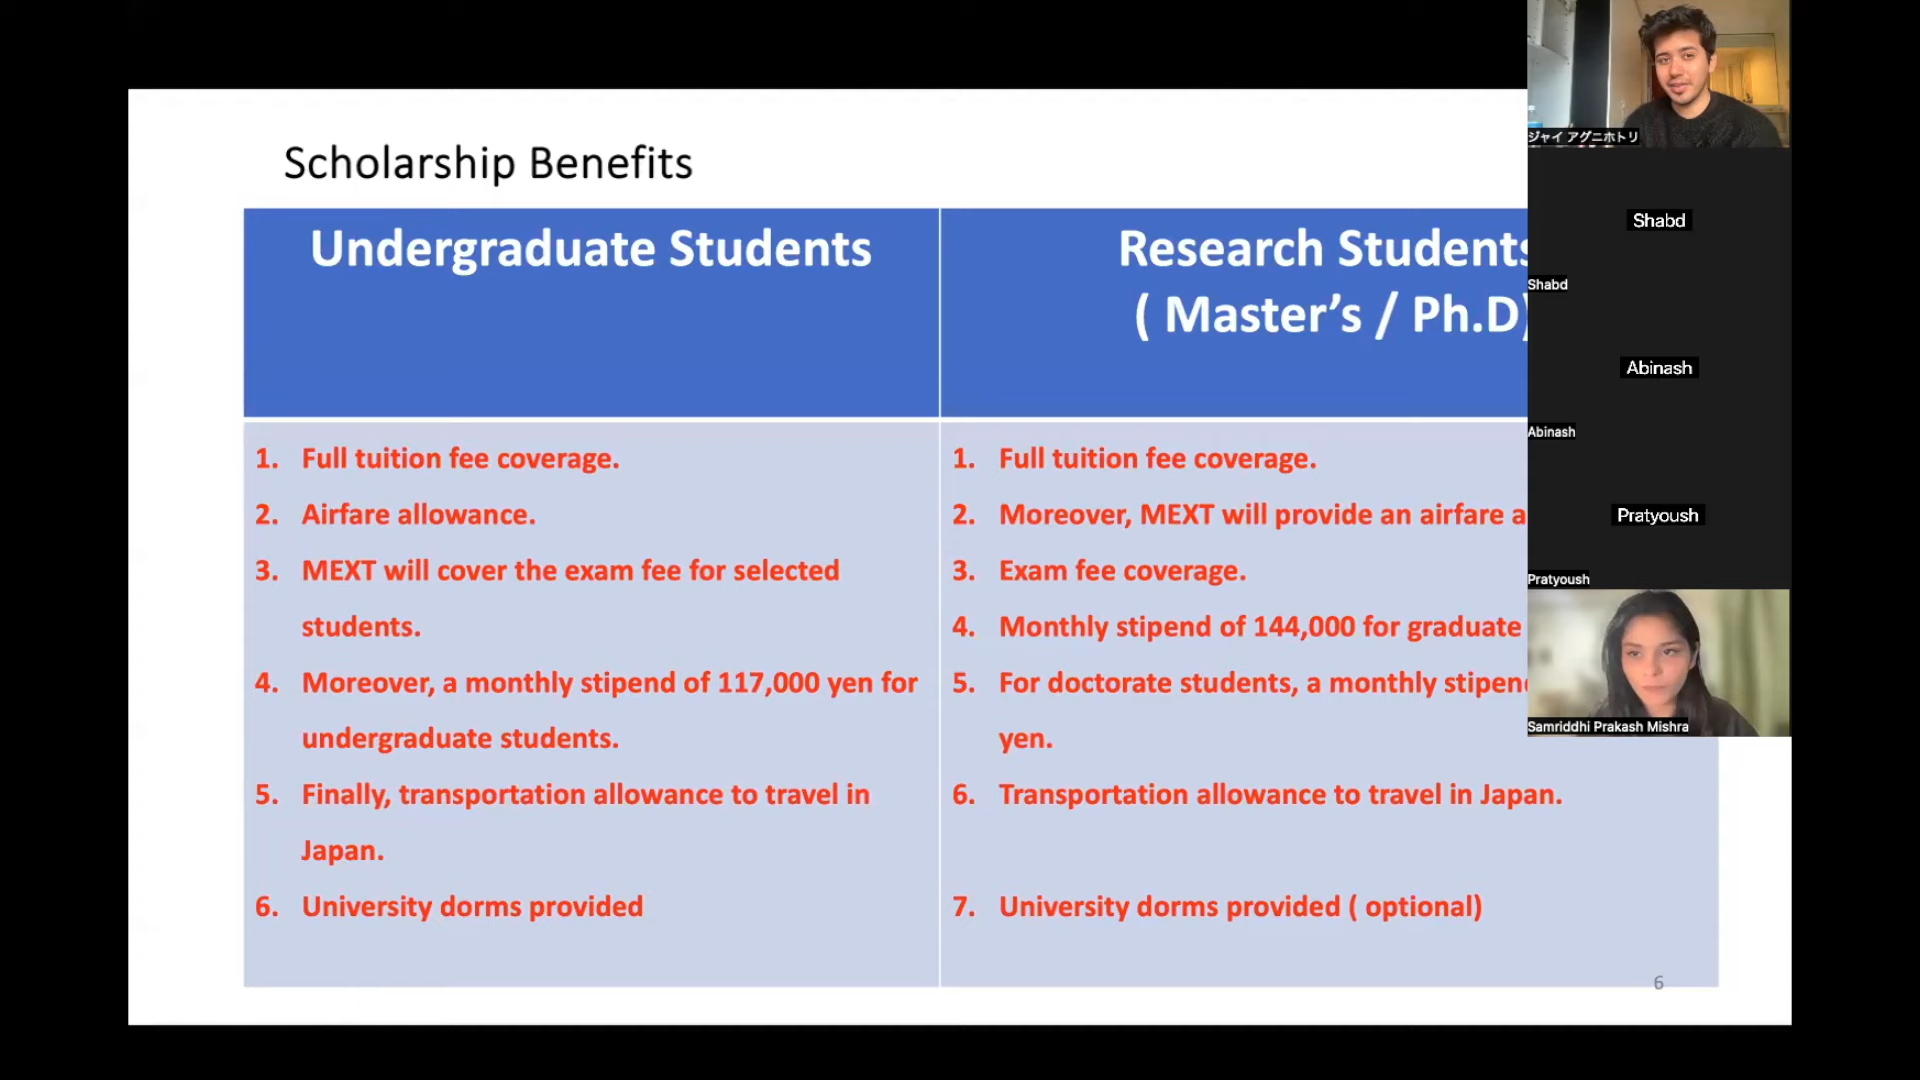 Scholarship Benefits
Undergraduate Students
Research Students
( Master's / Ph.D)
1. Full tuition fee coverage.
2. Airfare allowance.
3. MEXT will cover the exam fee for selected
students.
4. Moreover, a monthly stipend of 117,000 yen for
undergraduate students.
5. Finally, transportation allowance to travel in
Japan.
6. University dorms provided
1. Full tuition fee coverage.
2. Moreover, MEXT will provide an airfare
3. Exam fee coverage.
4. Monthly stipend of 144,000 for graduate
5. For doctorate students, a monthly
yen.
6. Transportation allowance to travel in Japan.
7. University dorms provided ( optional)
6
ジャイ アグニホトリ
Shabd
Shabd
Abinash
Abinash
Pratyoush
Pratyoush
Samriddhi Prakash Mishra